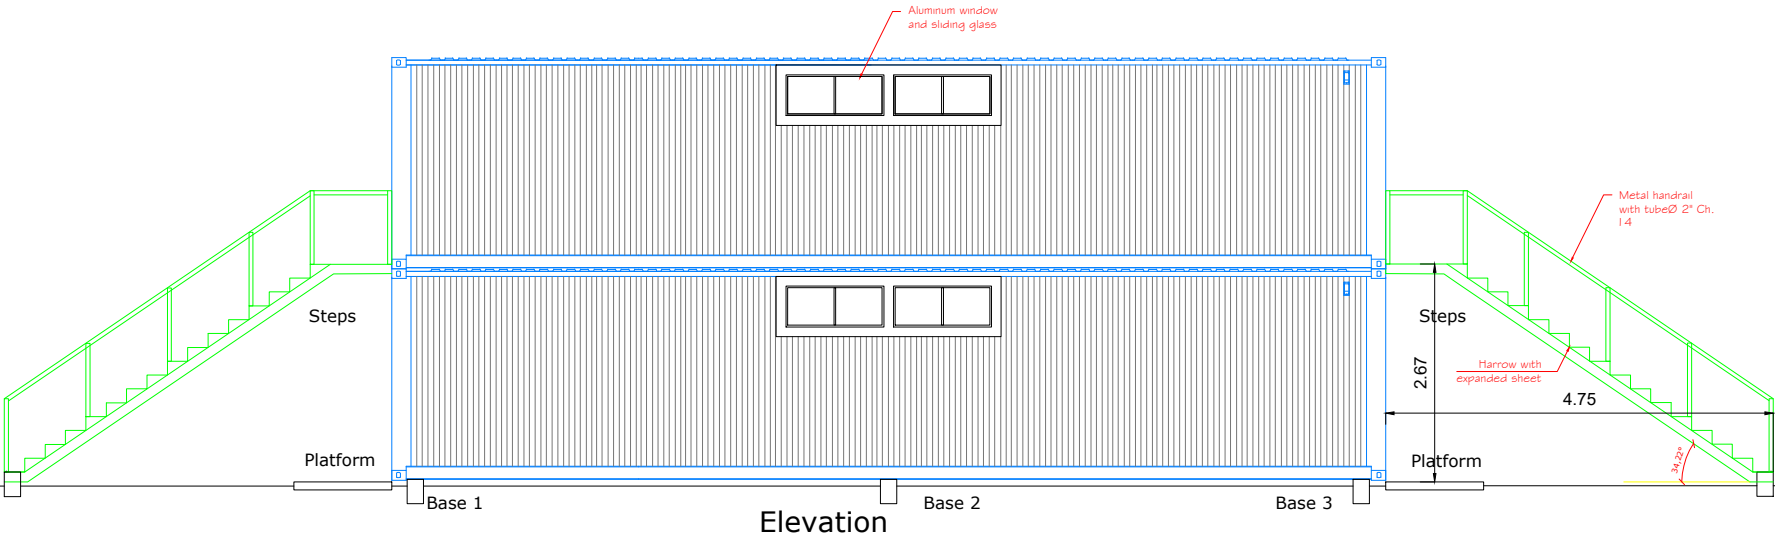 Aluminum window
and sliding glass
Metal handrail
with tubeØ 2" Ch.
14
Steps
Steps
Harrow with
expanded sheet
2.67
4.75
34,22°
Platform
Platform
Base 1
Base 2
Base 3
Elevation